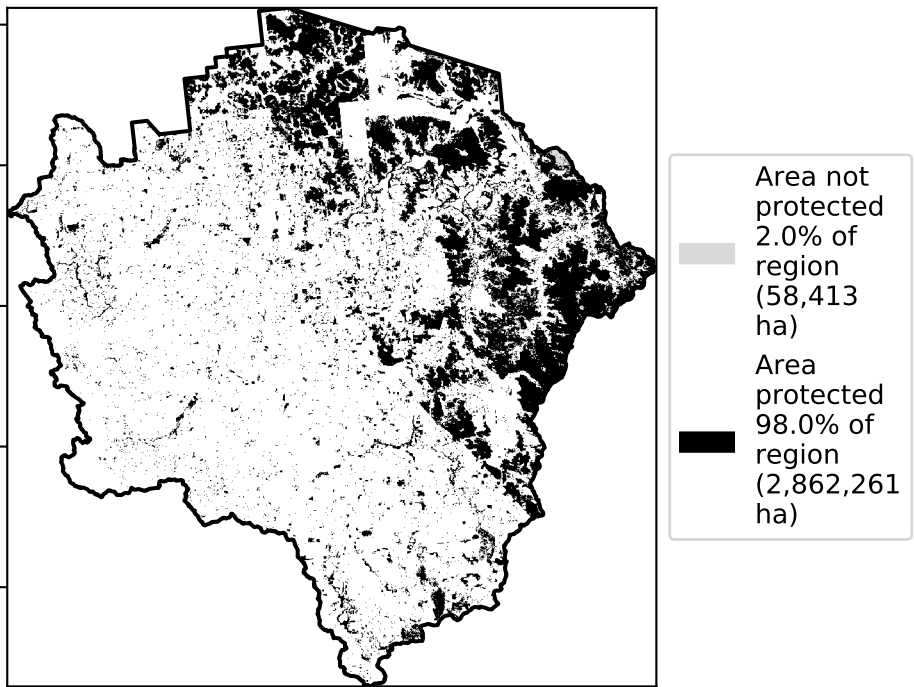 Area not
protected
2.0% of
region
(58,413
ha)
Area
protected
98.0% of
region
(2,862,261
ha)